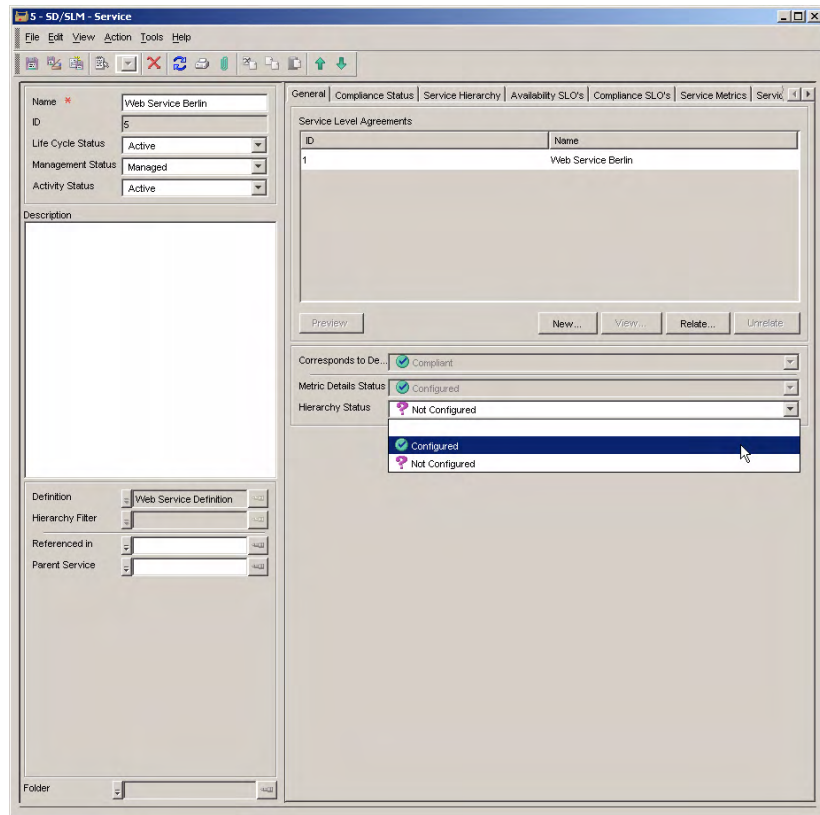 5 - SD/SLM - Service
File Edit View Action Tools Help
Name *
Web Service Berlin
ID
5
Life Cycle Status
Active
Management Status
Managed
Activity Status
Active
Description
Definition
Web Service Definition
Hierarchy Filter
Referenced in
Parent Service
Folder
General Compliance Status Service Hierarchy Availability SLO's Compliance SLO's Service Metrics Servic
Service Level Agreements
ID Name
1 Web Service Berlin
Preview New... View... Relate... Unrelate
Corresponds to De... Compliant
Metric Details Status Configured
Hierarchy Status ? Not Configured
Configured
? Not Configured